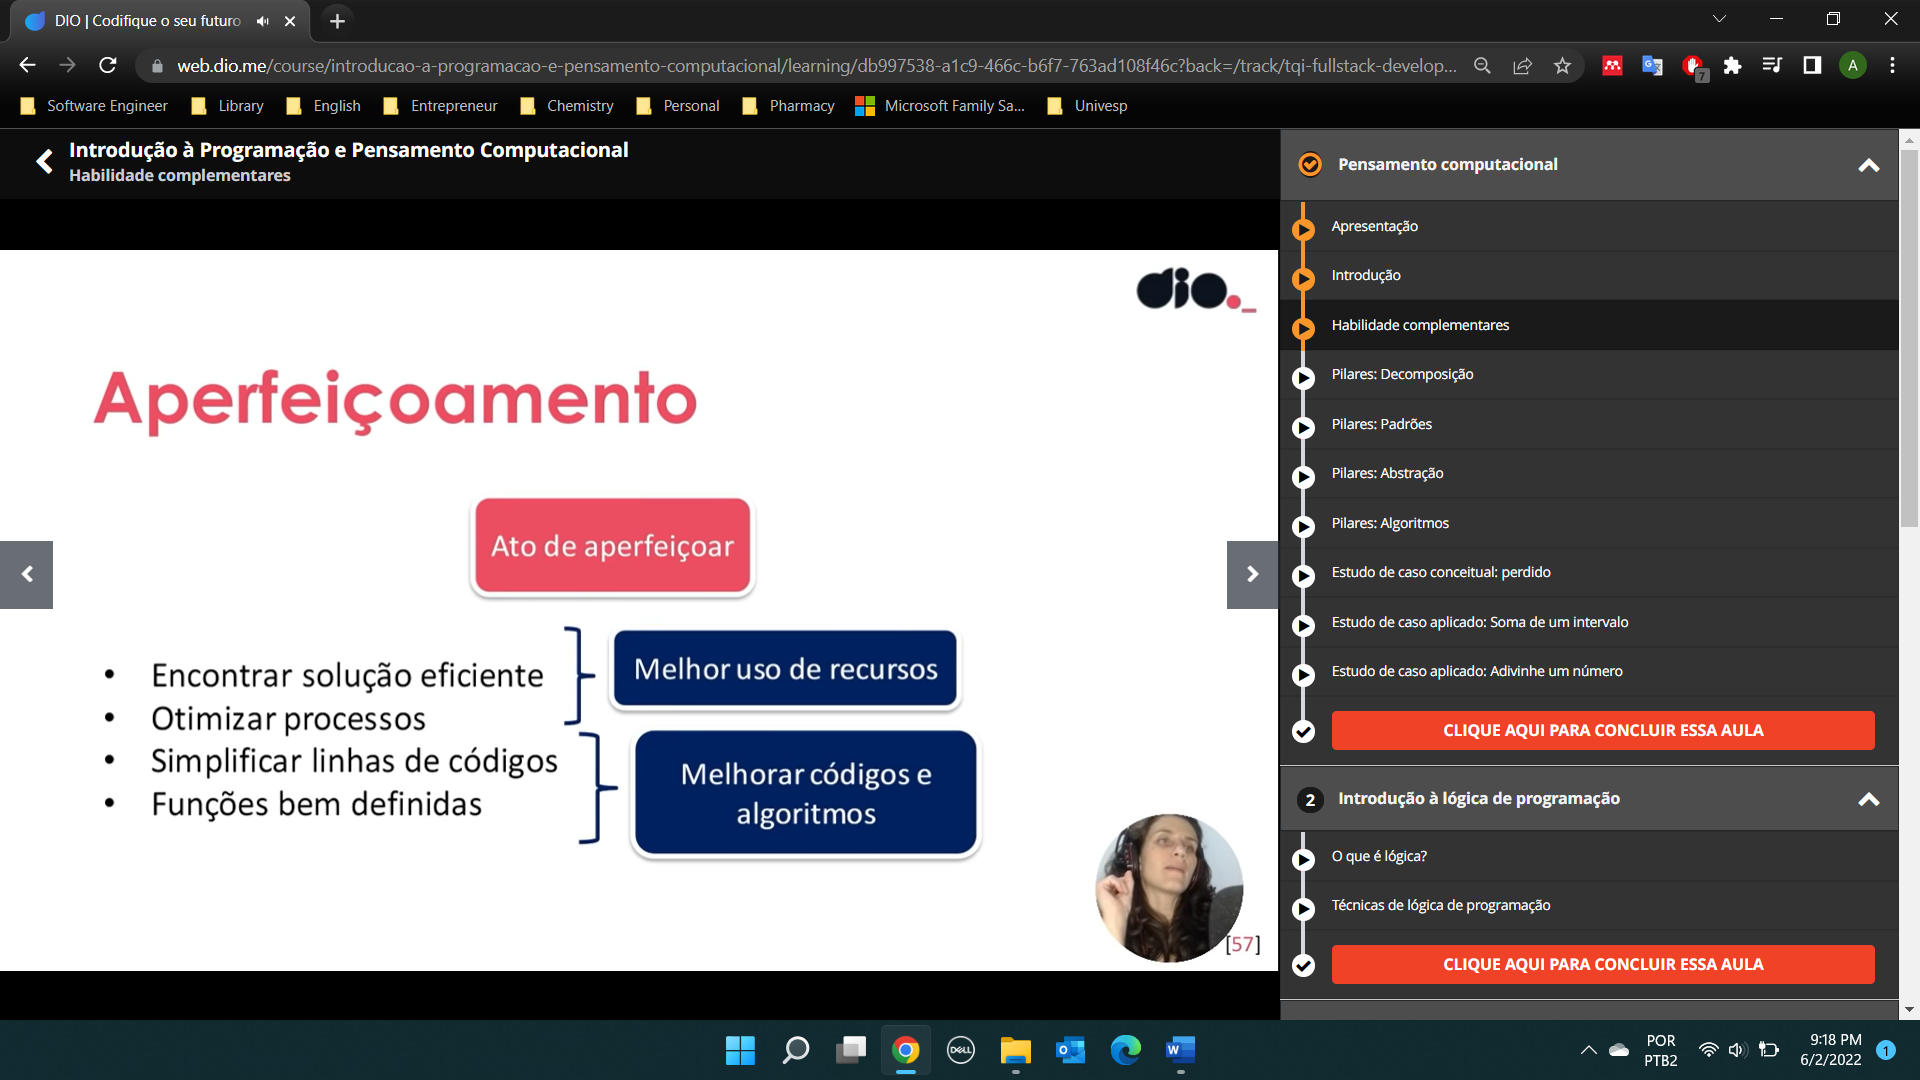 DIO | Codifique o seu futuro
web.dio.me/course/introducao-a-programacao-e-pensamento-computacional/learning/db997538-a1c9-466c-b6f7-763ad108f46c?back=/track/tqi-fullstack-develop...
7
A
Software Engineer
Library
English
Entrepreneur
Chemistry
Personal
Pharmacy
Microsoft Family Sa...
Univesp
Introdução à Programação e Pensamento Computacional
Habilidade complementares
dio._
Aperfeiçoamento
Ato de aperfeiçoar
• Encontrar solução eficiente
• Otimizar processos
• Simplificar linhas de códigos
• Funções bem definidas
Melhor uso de recursos
Melhorar códigos e
algoritmos
[57]
Pensamento computacional
Apresentação
Introdução
Habilidade complementares
Pilares: Decomposição
Pilares: Padrões
Pilares: Abstração
Pilares: Algoritmos
Estudo de caso conceitual: perdido
Estudo de caso aplicado: Soma de um intervalo
Estudo de caso aplicado: Adivinhe um número
CLIQUE AQUI PARA CONCLUIR ESSA AULA
2 Introdução à lógica de programação
O que é lógica?
Técnicas de lógica de programação
CLIQUE AQUI PARA CONCLUIR ESSA AULA
DELL
W
POR
PTB2
9:18 PM
6/2/2022
1